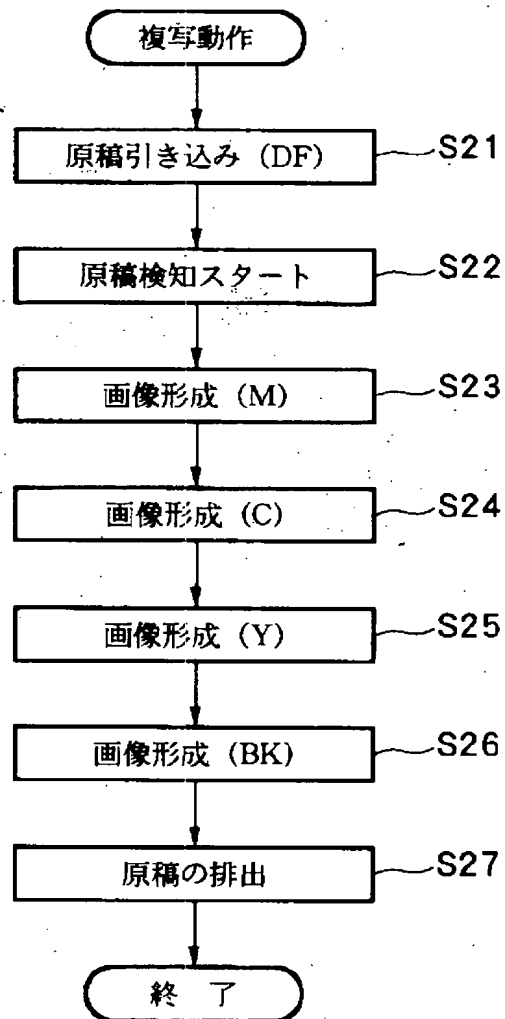 複写動作
原稿引き込み (DF) S21
原稿検知スタート S22
画像形成 (M) S23
画像形成 (C) S24
画像形成 (Y) S25
画像形成 (BK) S26
原稿の排出 S27
終 了